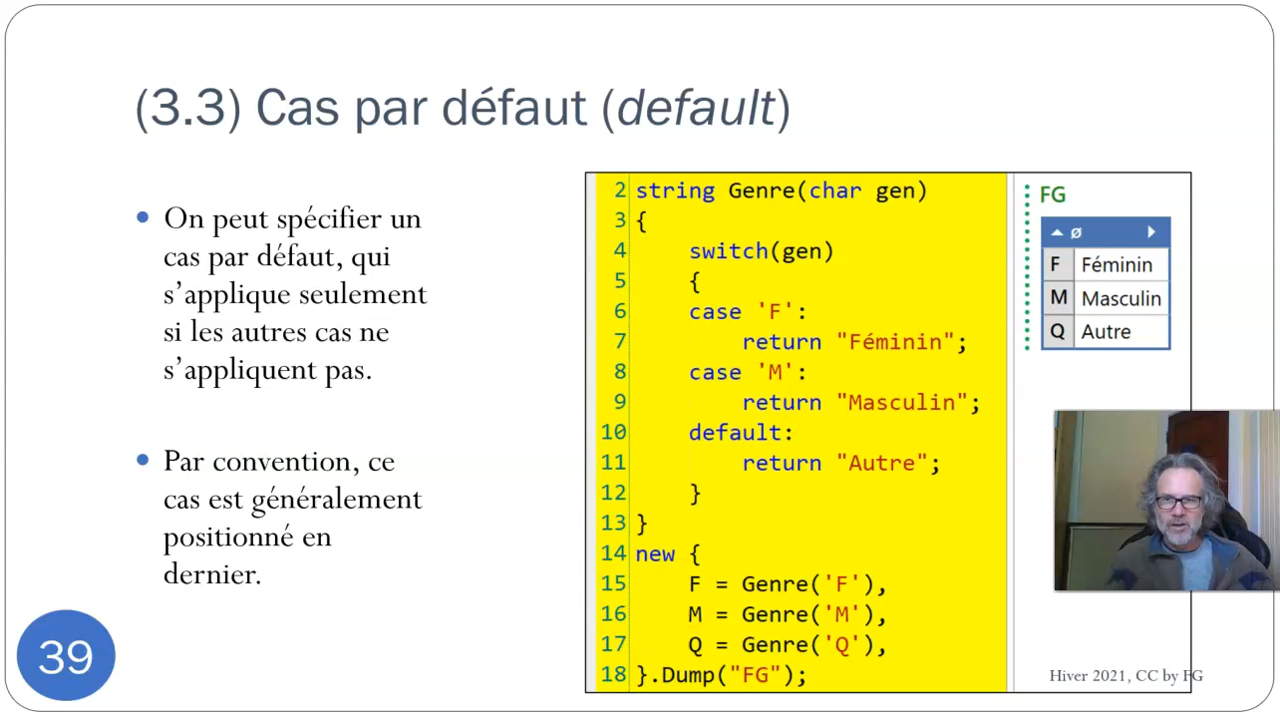 (3.3) Cas par défaut (default)
On peut spécifier un
cas par défaut, qui
s’applique seulement
si les autres cas ne
s’appliquent pas.
Par convention, ce
cas est généralement
positionné en
dernier.
39
2 string Genre(char gen)
3 {
4 switch(gen)
5 {
6 case 'F':
7 return "Féminin";
8 case 'M':
9 return "Masculin";
10 default:
11 return "Autre";
12 }
13 }
14 new {
15 F = Genre('F'),
16 M = Genre('M'),
17 Q = Genre('Q'),
18 }.Dump("FG");
FG
ø
F Féminin
M Masculin
Q Autre
Hiver 2021, CC by FG